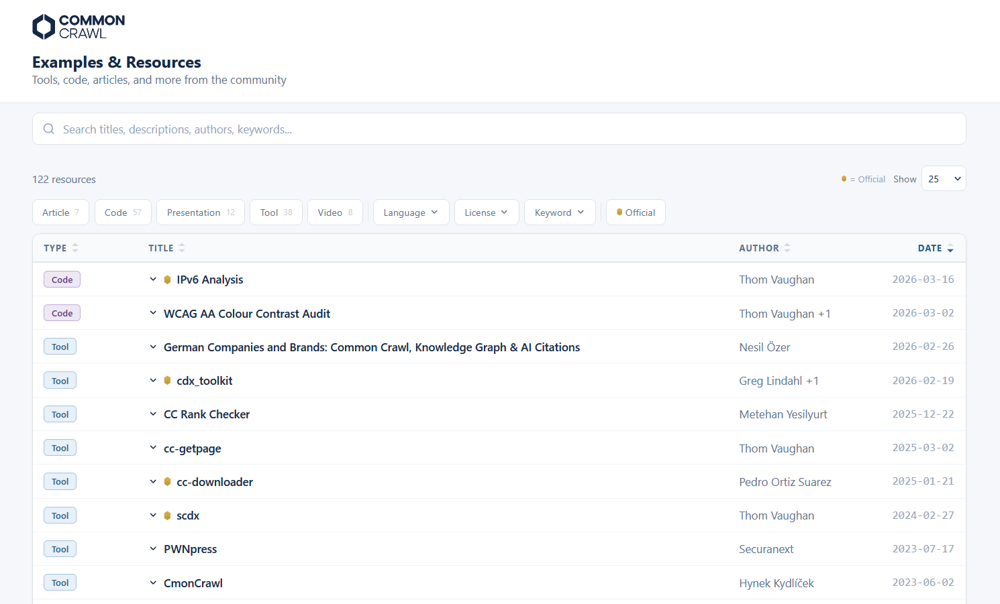 COMMON
CRAWL
Examples & Resources
Tools, code, articles, and more from the community
Search titles, descriptions, authors, keywords...
122 resources
= Official Show 25
Article 7 Code 57 Presentation 12 Tool 38 Video 8 Language License Keyword Official
TYPE TITLE AUTHOR DATE
Code IPv6 Analysis Thom Vaughan 2026-03-16
Code WCAG AA Colour Contrast Audit Thom Vaughan +1 2026-03-02
Tool German Companies and Brands: Common Crawl, Knowledge Graph & AI Citations Nesil Özer 2026-02-26
Tool cdx_toolkit Greg Lindahl +1 2026-02-19
Tool CC Rank Checker Metehan Yesilyurt 2025-12-22
Tool cc-getpage Thom Vaughan 2025-03-02
Tool cc-downloader Pedro Ortiz Suarez 2025-01-21
Tool scdx Thom Vaughan 2024-02-27
Tool PWNpress Securanext 2023-07-17
Tool CmonCrawl Hynek Kydlíček 2023-06-02